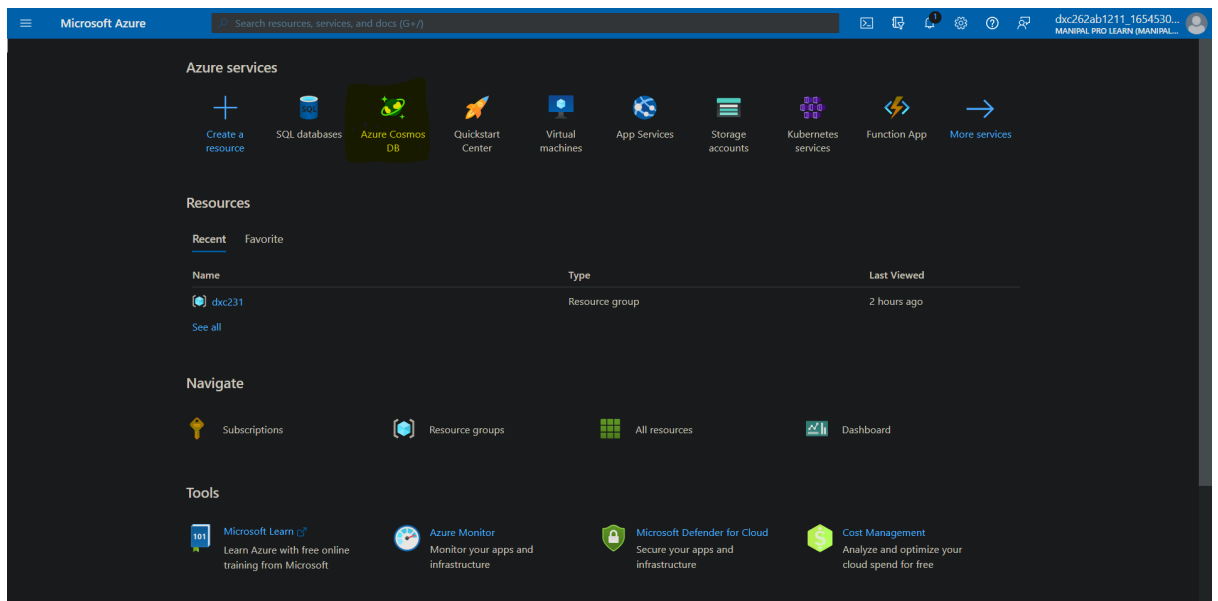 Microsoft Azure
Search resources, services, and docs (G+/)
1
dxc262ab1211_1654530...
MANIPAL PRO LEARN (MANIPAL...
Azure services
Create a resource
SQL
SQL databases
Azure Cosmos DB
Quickstart Center
Virtual machines
App Services
Storage accounts
Kubernetes services
Function App
More services
Resources
Recent Favorite
Name Type Last Viewed
dxc231 Resource group 2 hours ago
See all
Navigate
Subscriptions Resource groups All resources Dashboard
Tools
101
Microsoft Learn
Learn Azure with free online
training from Microsoft
Azure Monitor
Monitor your apps and
infrastructure
Microsoft Defender for Cloud
Secure your apps and
infrastructure
Cost Management
Analyze and optimize your
cloud spend for free